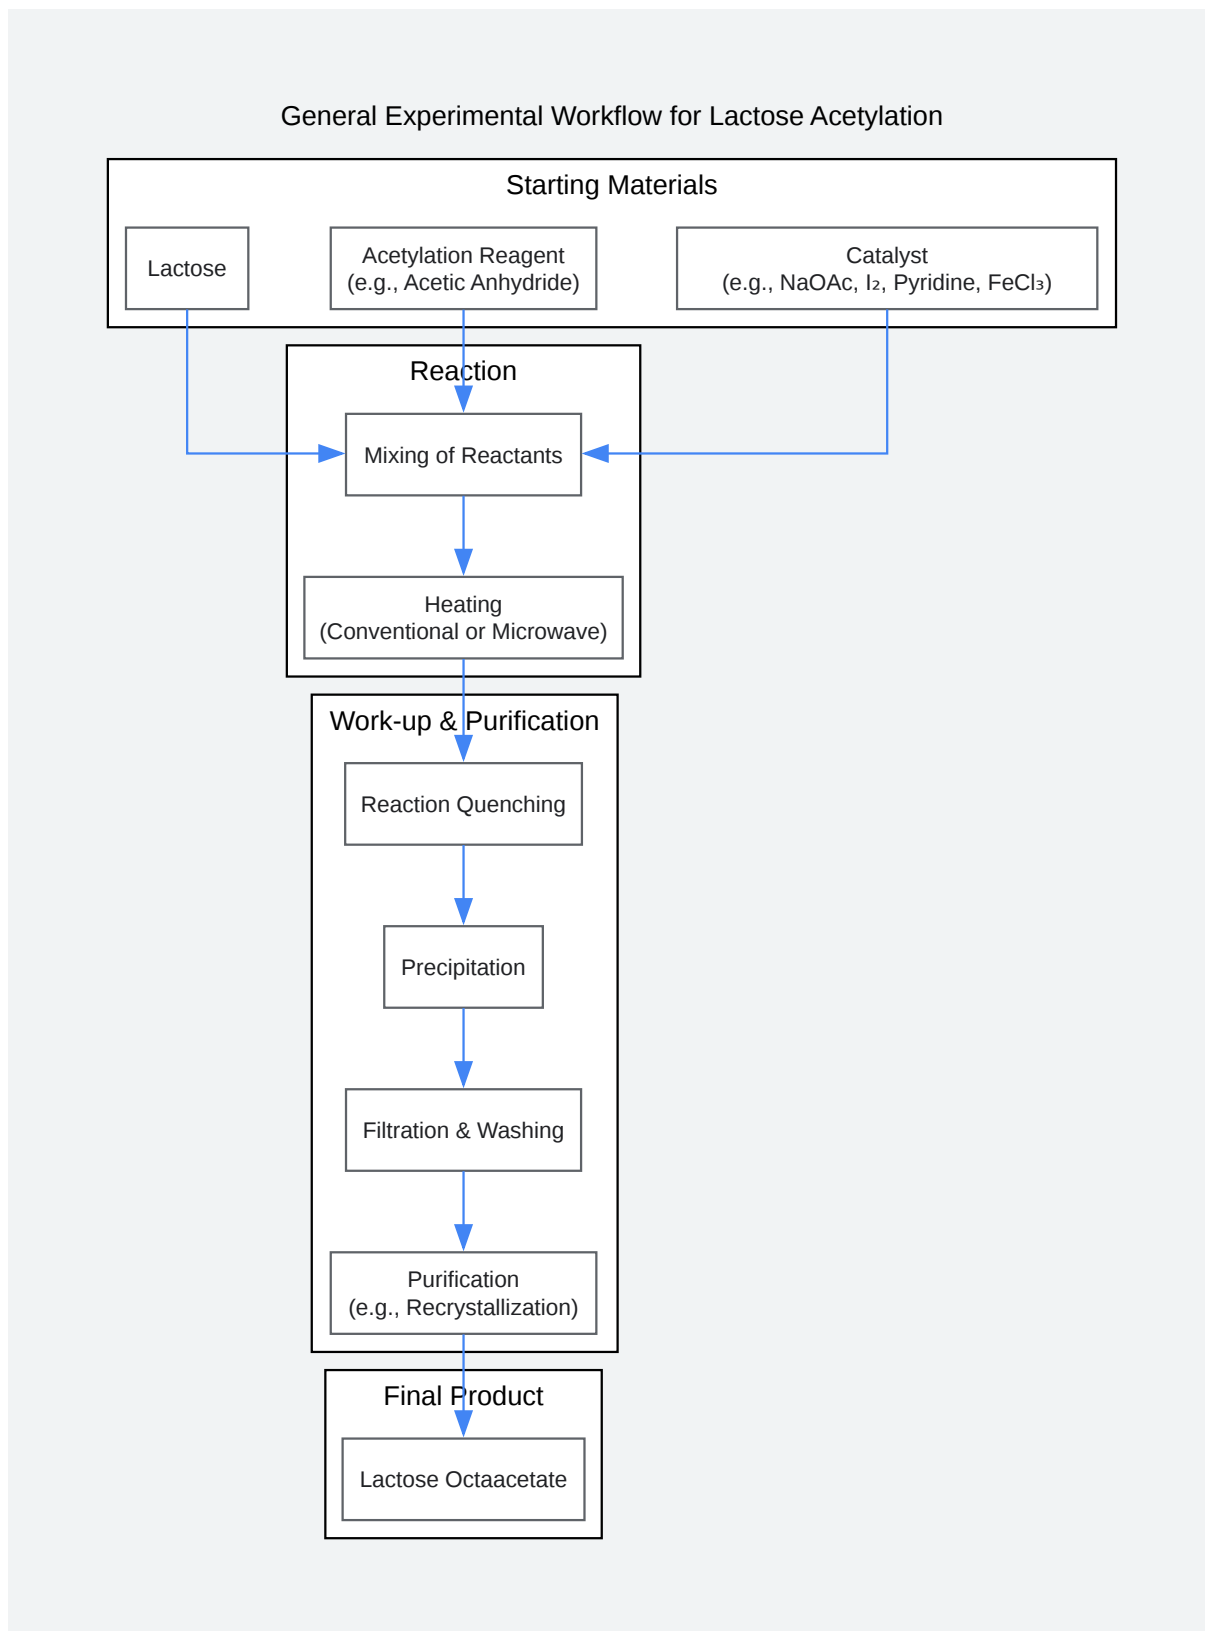 General Experimental Workflow for Lactose Acetylation
Starting Materials
Lactose
Acetylation Reagent
(e.g., Acetic Anhydride)
Catalyst
(e.g., NaOAc, I₂, Pyridine, FeCl₃)
Reaction
Mixing of Reactants
Heating
(Conventional or Microwave)
Work-up & Purification
Reaction Quenching
Precipitation
Filtration & Washing
Purification
(e.g., Recrystallization)
Final Product
Lactose Octaacetate